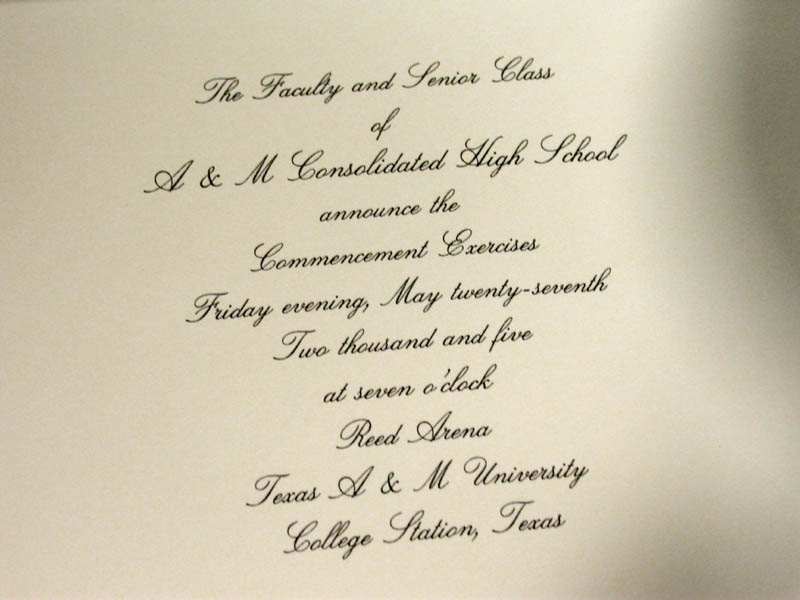 The Faculty and Senior Class
of
A & M Consolidated High School
announce the
Commencement Exercises
Friday evening, May twenty-seventh
Two thousand and five
at seven o'clock
Reed Arena
Texas A & M University
College Station, Texas